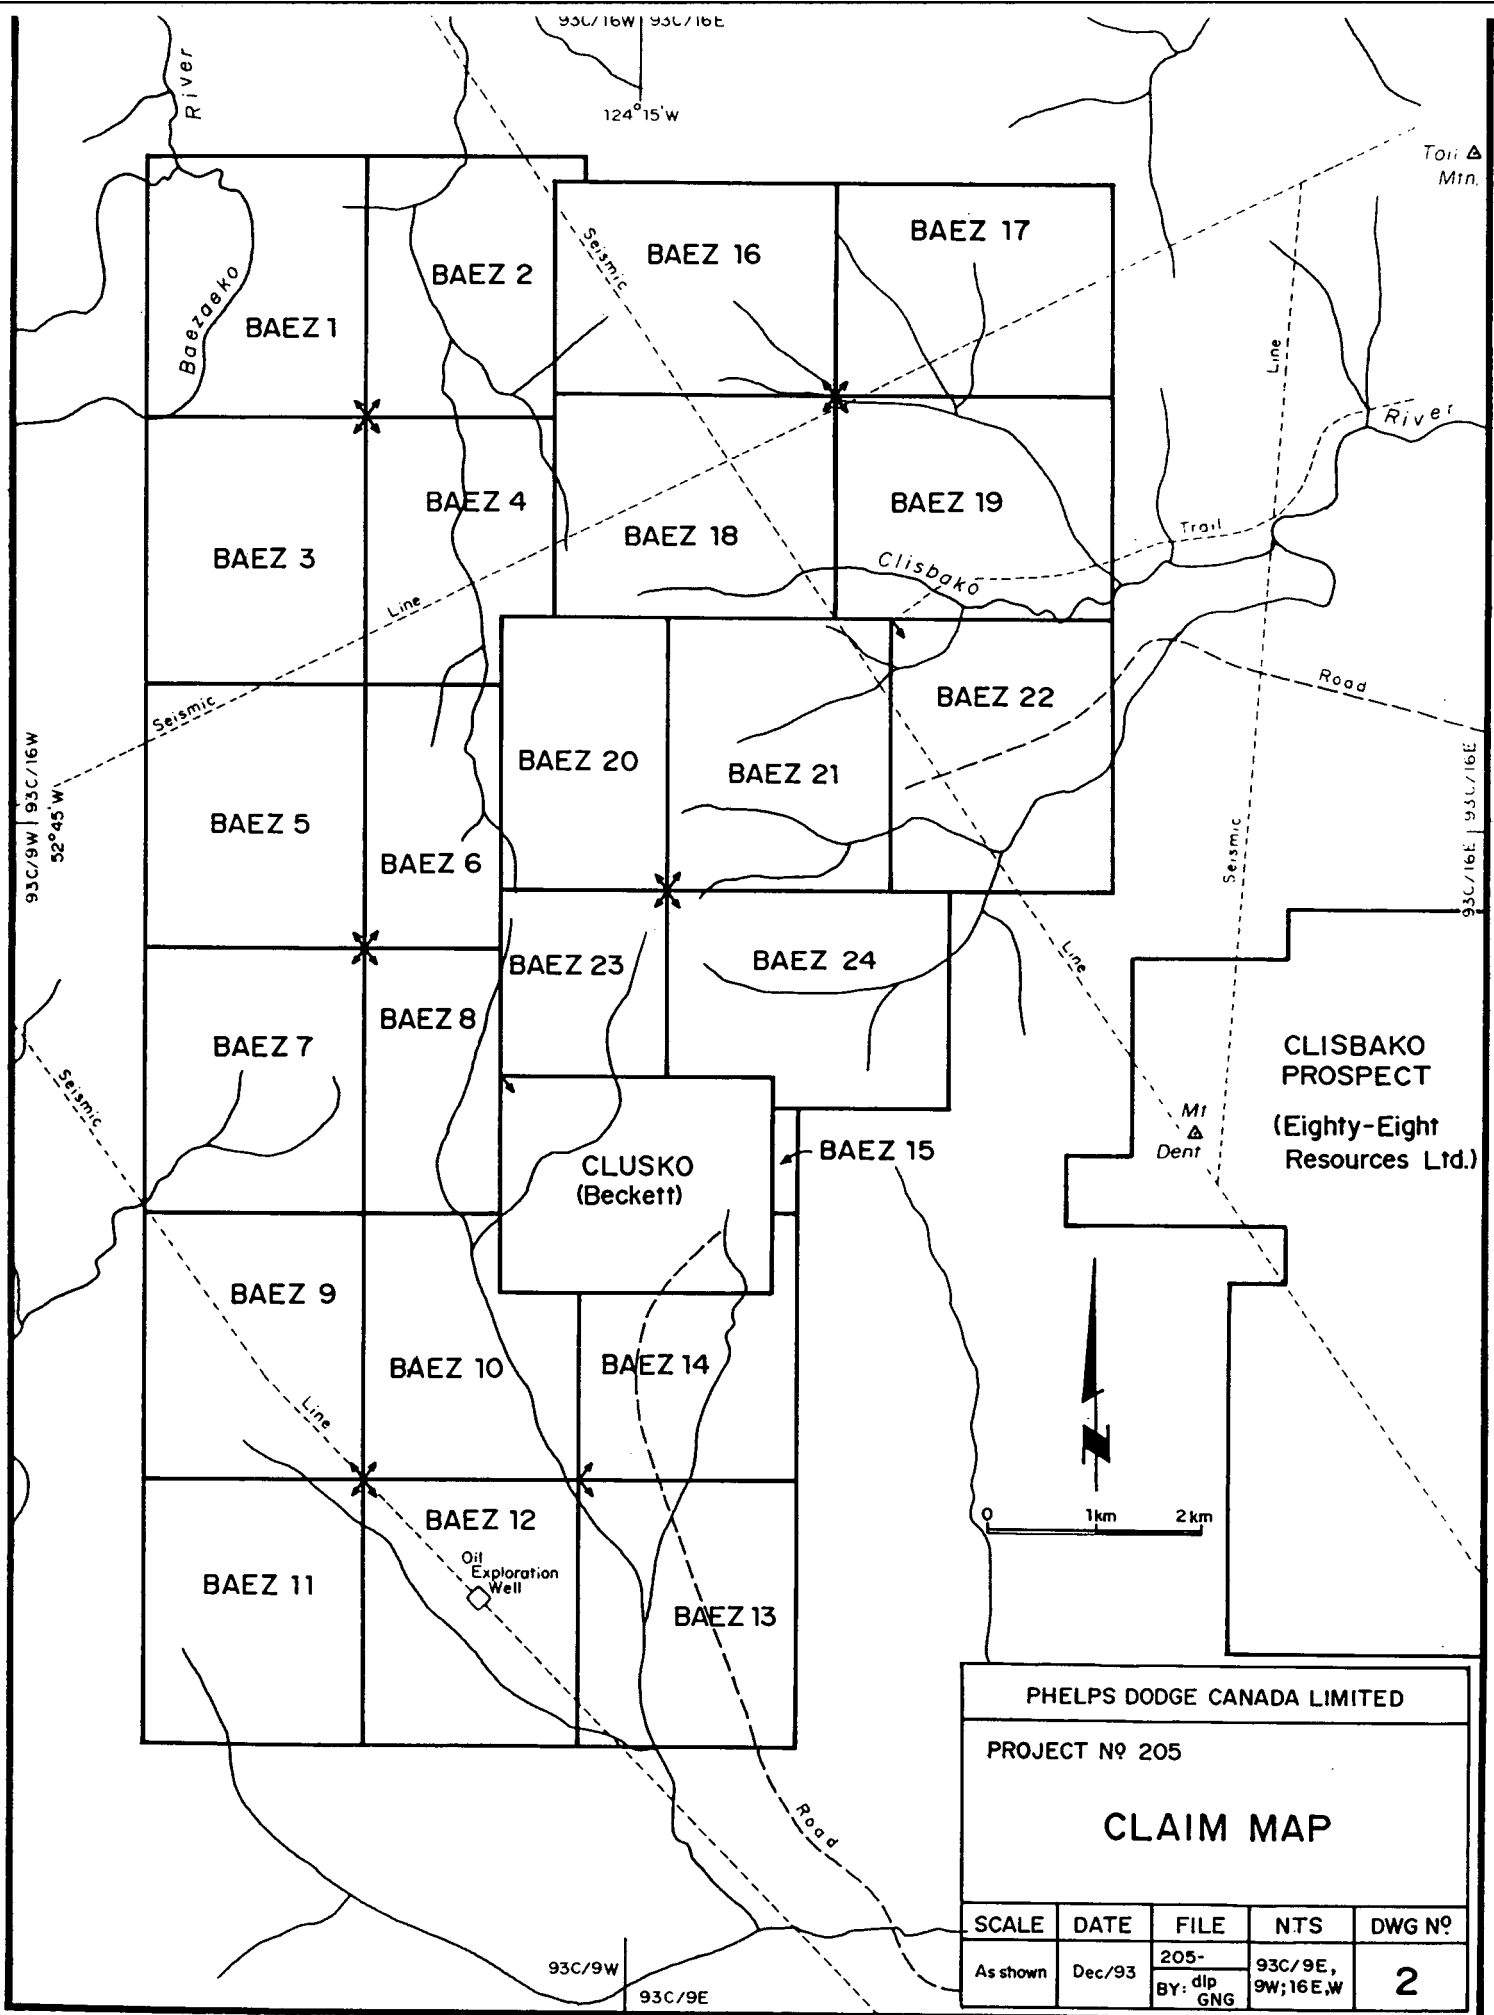 93C/16W | 93C/16E
124°15'W
River
Toil
Mtn.
BAEZ 17
BAEZ 16
Seismic
BAEZ 2
BAEZ 1
Baezaeko
Line
River
BAEZ 4
BAEZ 19
BAEZ 18
Trail
BAEZ 3
Clisbako
Line
Seismic
Road
BAEZ 22
BAEZ 20
BAEZ 21
93C/9W | 93C/16W
52°45'W
93C/16E | 93C/16E
BAEZ 5
BAEZ 6
Seismic
BAEZ 23
BAEZ 24
Line
BAEZ 8
BAEZ 7
Seismic
CLISBAKO
PROSPECT
(Eighty-Eight
Resources Ltd.)
Mt
Dent
BAEZ 15
CLUSKO
(Beckett)
BAEZ 9
BAEZ 10
BAEZ 14
Line
0 1km 2km
BAEZ 12
Oil
Exploration
Well
BAEZ 11
BAEZ 13
Road
PHELPS DODGE CANADA LIMITED
PROJECT Nº 205
CLAIM MAP
SCALE DATE FILE NTS DWG Nº
As shown Dec/93 205- 93C/9E, 2
BY: dlp 9W;16E,W
GNG
93C/9W
93C/9E